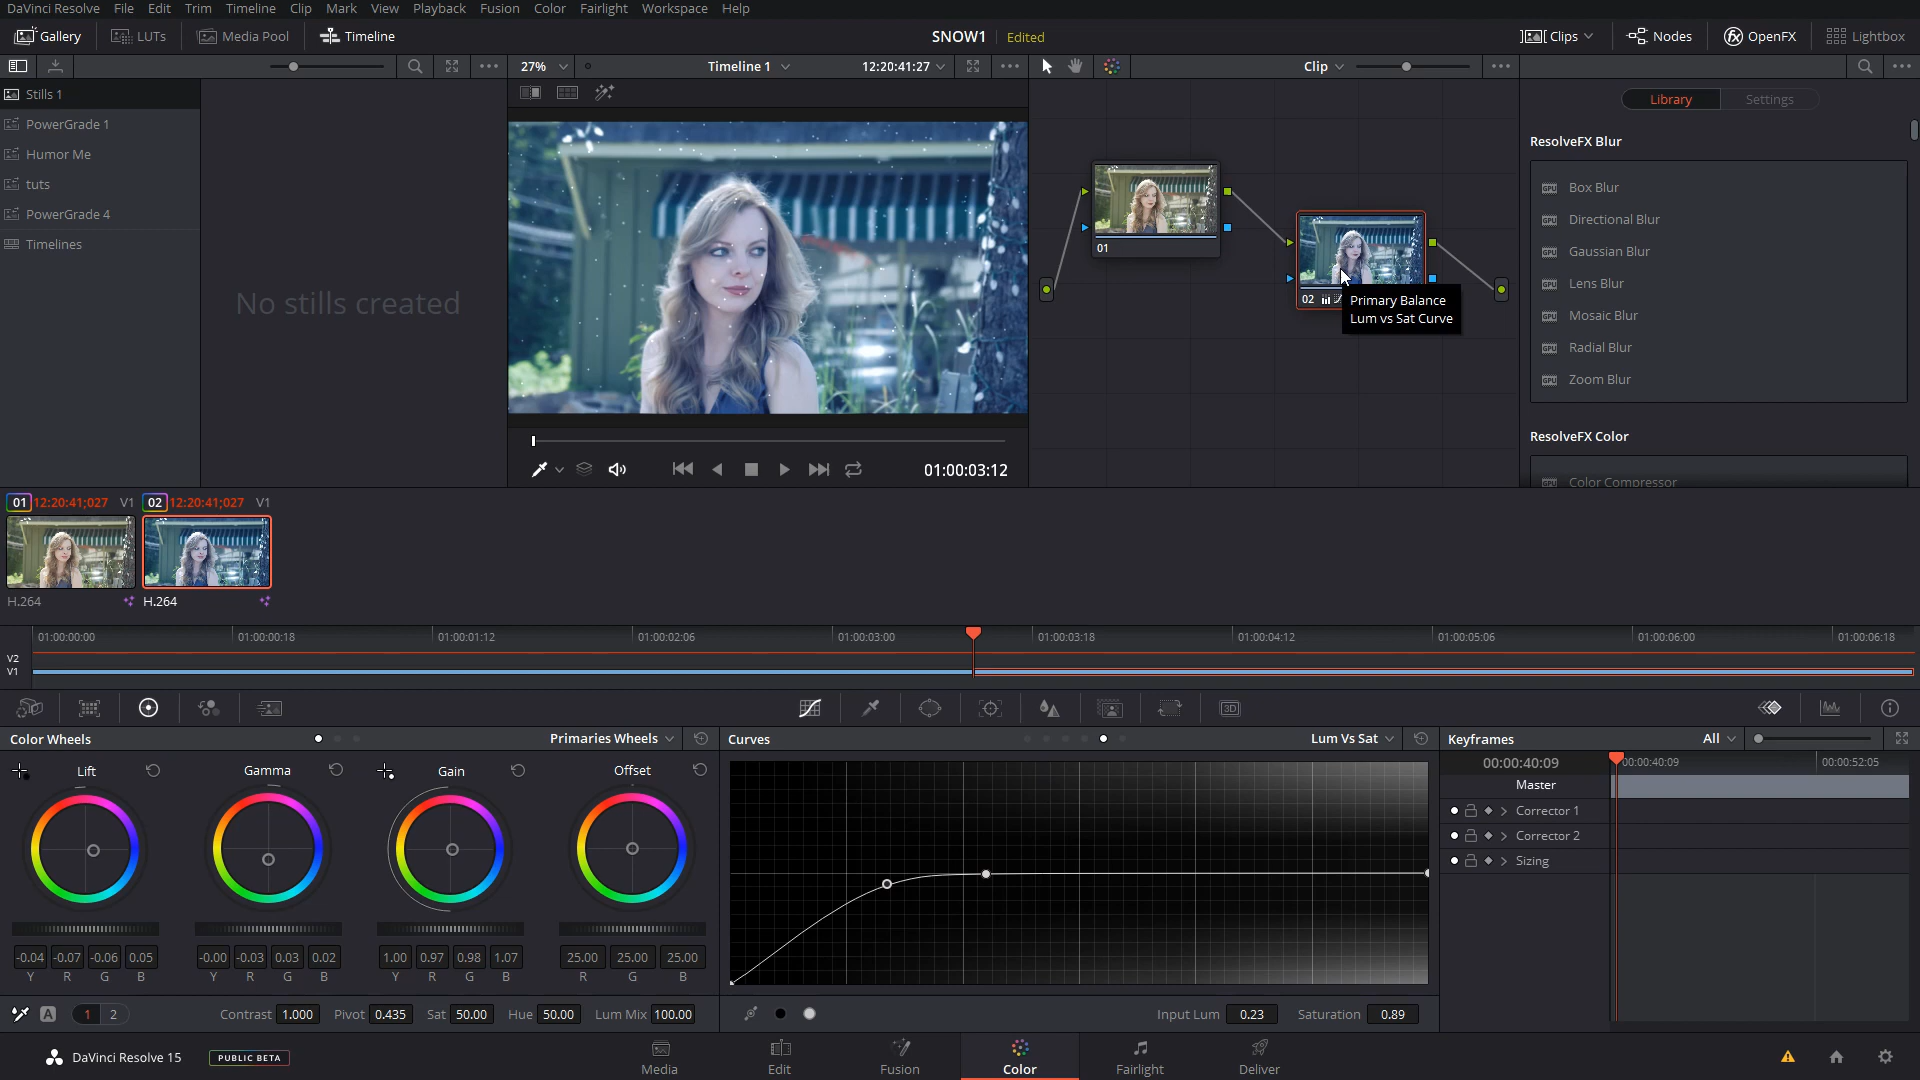 DaVinci Resolve File Edit Trim Timeline Clip Mark View Playback Fusion Color Fairlight Workspace Help
Gallery LUTs Media Pool Timeline SNOW1 Edited Clips Nodes fx OpenFX Lightbox
27% Timeline 1 12:20:41:27 Clip
Stills 1
PowerGrade 1
Humor Me
tuts
PowerGrade 4
Timelines
No stills created
01:00:03:12
01
02
Primary Balance
Lum vs Sat Curve
Library Settings
ResolveFX Blur
GPU Box Blur
GPU Directional Blur
GPU Gaussian Blur
GPU Lens Blur
GPU Mosaic Blur
GPU Radial Blur
GPU Zoom Blur
ResolveFX Color
GPU Color Compressor
01 12:20:41;027 V1 02 12:20:41;027 V1
H.264 H.264
01:00:00:00 01:00:00:18 01:00:01:12 01:00:02:06 01:00:03:00 01:00:03:18 01:00:04:12 01:00:05:06 01:00:06:00 01:00:06:18
V2
V1
3D
Color Wheels Primaries Wheels
Lift Gamma Gain Offset
-0.04 -0.07 -0.06 0.05 -0.00 -0.03 0.03 0.02 1.00 0.97 0.98 1.07 25.00 25.00 25.00
Y R G B Y R G B Y R G B R G B
A 1 2 Contrast 1.000 Pivot 0.435 Sat 50.00 Hue 50.00 Lum Mix 100.00
Curves Lum Vs Sat
Input Lum 0.23 Saturation 0.89
Keyframes All
00:00:40:09 00:00:40:09 00:00:52:05
Master
Corrector 1
Corrector 2
Sizing
DaVinci Resolve 15 PUBLIC BETA Media Edit Fusion Color Fairlight Deliver